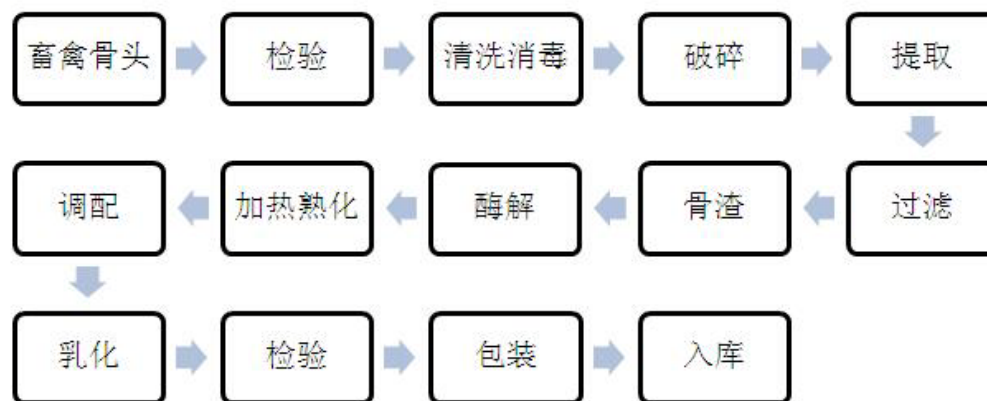 畜禽骨头
检验
清洗消毒
破碎
提取
过滤
骨渣
酶解
加热熟化
调配
乳化
检验
包装
入库